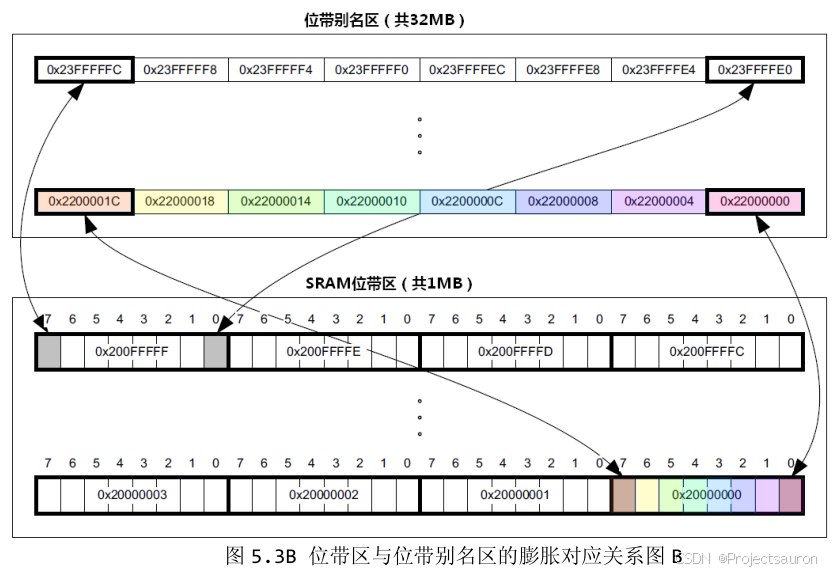 位带别名区（共32MB）
0x23FFFFFC 0x23FFFFF8 0x23FFFFF4 0x23FFFFF0 0x23FFFFEC 0x23FFFFE8 0x23FFFFE4 0x23FFFFE0
0x2200001C 0x22000018 0x22000014 0x22000010 0x2200000C 0x22000008 0x22000004 0x22000000
SRAM位带区（共1MB）
7 6 5 4 3 2 1 0 7 6 5 4 3 2 1 0 7 6 5 4 3 2 1 0 7 6 5 4 3 2 1 0
0x200FFFFF 0x200FFFFE 0x200FFFFD 0x200FFFFC
7 6 5 4 3 2 1 0 7 6 5 4 3 2 1 0 7 6 5 4 3 2 1 0 7 6 5 4 3 2 1 0
0x20000003 0x20000002 0x20000001 0x20000000
图 5.3B 位带区与位带别名区的膨胀对应关系图 B
CSDN @Projectsauron